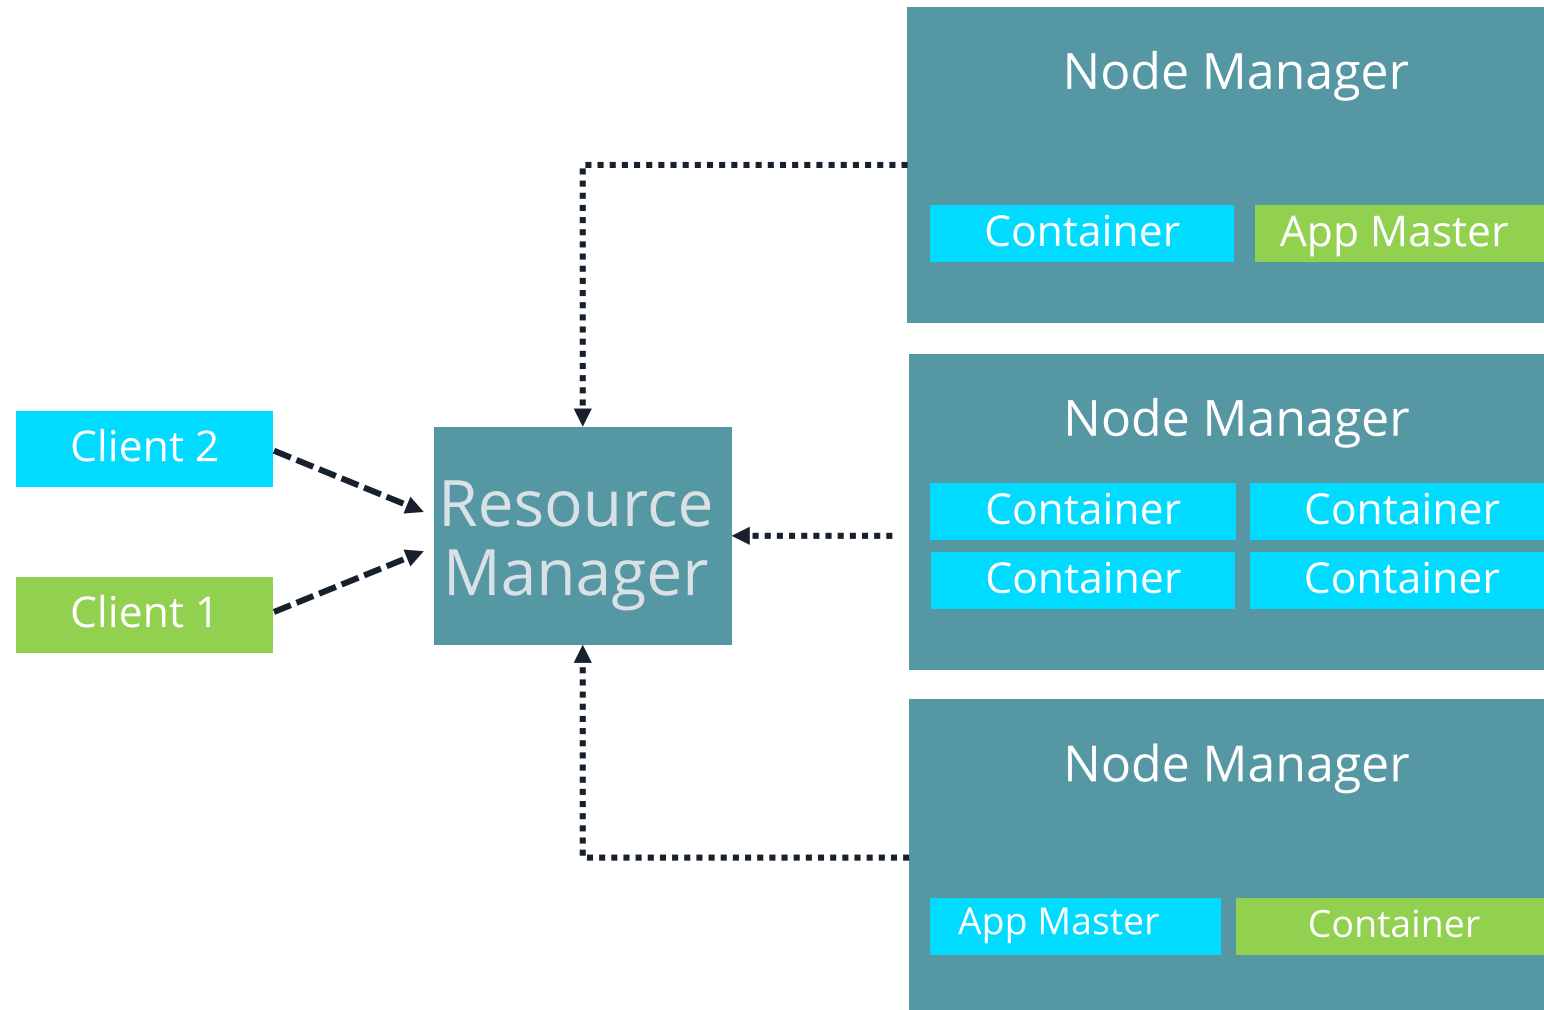 Node Manager
Container
App Master
Client 2
Client 1
Resource
Manager
Node Manager
Container
Container
Container
Container
Node Manager
App Master
Container